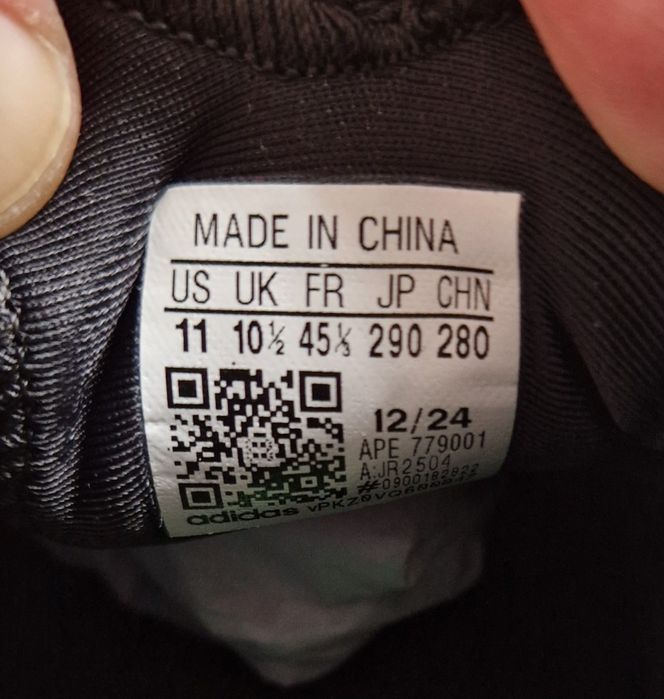 MADE IN CHINA
US UK FR JP CHN
11 10½ 45⅓ 290 280
12/24
APE 779001
A:JR2504
adidas